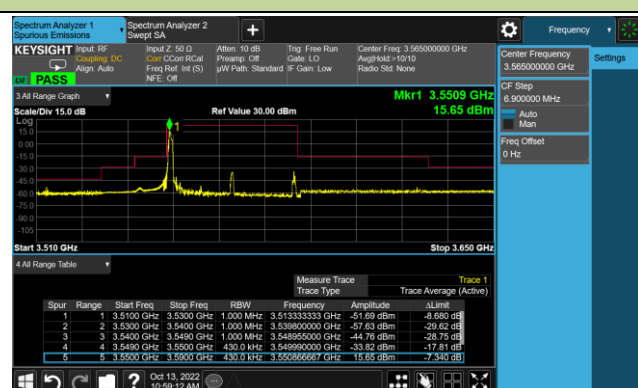 Spectrum Analyzer 1
Spurious Emissions
Spectrum Analyzer 2
Swept SA
+
Frequency
KEYSIGHT
Input: RF
Coupling: DC
Align: Auto
Input Z: 50 Ω
Corr CCorr RCal
Freq Ref: Int (S)
NFE: Off
Atten: 10 dB
Preamp: Off
µW Path: Standard
Trig: Free Run
Gate: LO
IF Gain: Low
Center Freq: 3.565000000 GHz
Avg|Hold:>10/10
Radio Std: None
PASS
Center Frequency
3.565000000 GHz
Settings
CF Step
6.900000 MHz
Auto
Man
Freq Offset
0 Hz
3 All Range Graph
Mkr1 3.5509 GHz
Scale/Div 15.0 dB
Ref Value 30.00 dBm
15.65 dBm
Log
1
15.0
0.00
-15.0
-30.0
-45.0
-60.0
-75.0
-90.0
-105
Start 3.510 GHz
Stop 3.650 GHz
4 All Range Table
Measure Trace Trace 1
Trace Type Trace Average (Active)
Spur Range Start Freq Stop Freq RBW Frequency Amplitude ΔLimit
1 1 3.5100 GHz 3.5300 GHz 1.000 MHz 3.513333333 GHz -51.69 dBm -8.680 dB
2 2 3.5300 GHz 3.5400 GHz 1.000 MHz 3.539800000 GHz -57.63 dBm -29.62 dB
3 3 3.5400 GHz 3.5490 GHz 1.000 MHz 3.548955000 GHz -44.76 dBm -28.75 dB
4 4 3.5490 GHz 3.5500 GHz 430.0 kHz 3.549990000 GHz -33.82 dBm -17.81 dB
5 5 3.5500 GHz 3.5900 GHz 430.0 kHz 3.550866667 GHz 15.65 dBm -7.340 dB
?
Oct 13, 2022
10:59:12 AM